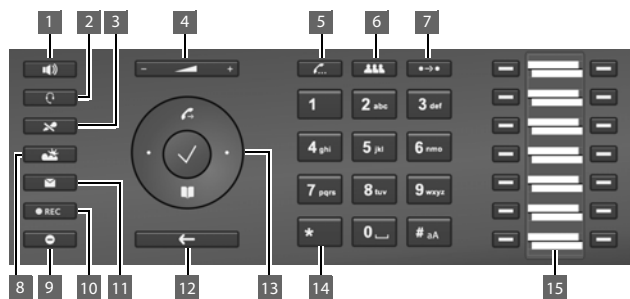 1 2 3 4 5 6 7
− +
1 2 abc 3 def
4 ghi 5 jkl 6 mno
7 pqrs 8 tuv 9 wxyz
* 0 # aA
REC
8 9 10 11 12 13 14 15